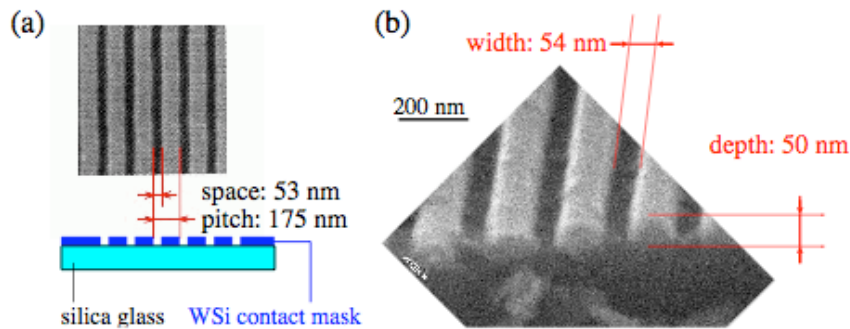 (a)
space: 53 nm
pitch: 175 nm
silica glass
WSi contact mask
(b)
width: 54 nm
200 nm
depth: 50 nm